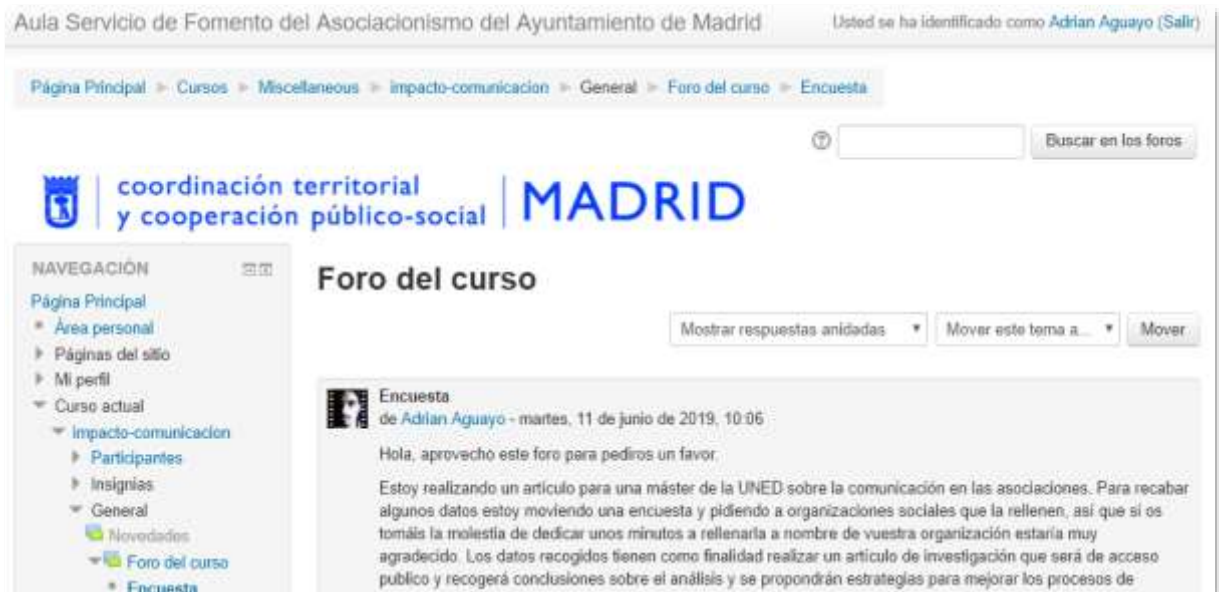 Aula Servicio de Fomento del Asociacionismo del Ayuntamiento de Madrid
Usted se ha identificado como Adrian Aguayo (Salir)
Página Principal Cursos Miscellaneous impacto-comunicacion General Foro del curso Encuesta
Buscar en los foros
coordinación territorial
y cooperación público-social
MADRID
NAVEGACIÓN
Página Principal
Área personal
Páginas del sitio
Mi perfil
Curso actual
impacto-comunicacion
Participantes
Insignias
General
Novedades
Foro del curso
Encuesta
Foro del curso
Mostrar respuestas anidadas
Mover este tema a...
Mover
Encuesta
de Adrian Aguayo - martes, 11 de junio de 2019, 10:06
Hola, aprovecho este foro para pediros un favor.
Estoy realizando un artículo para una máster de la UNED sobre la comunicación en las asociaciones. Para recabar
algunos datos estoy moviendo una encuesta y pidiendo a organizaciones sociales que la rellenen, así que si os
tomáis la molestia de dedicar unos minutos a rellenarla a nombre de vuestra organización estaría muy
agradecido. Los datos recogidos tienen como finalidad realizar un artículo de investigación que será de acceso
publico y recogerá conclusiones sobre el análisis y se propondrán estrategias para mejorar los procesos de